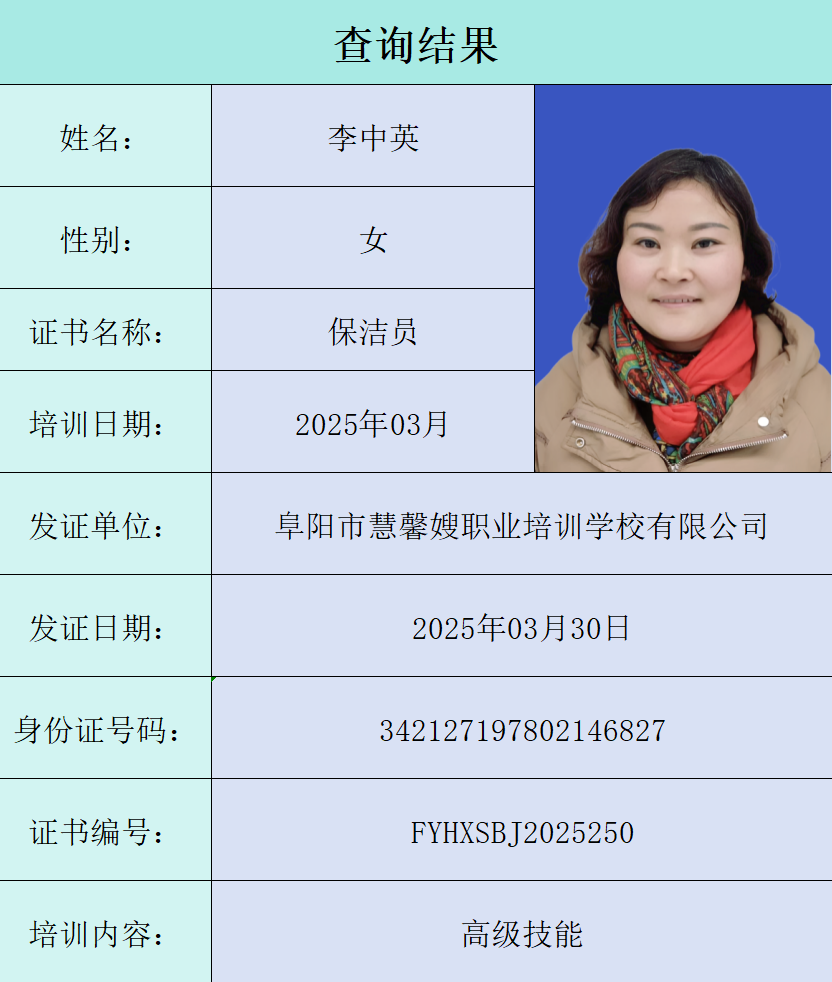 查询结果
姓名： 李中英
性别： 女
证书名称： 保洁员
培训日期： 2025年03月
发证单位： 阜阳市慧馨嫂职业培训学校有限公司
发证日期： 2025年03月30日
身份证号码： 342127197802146827
证书编号： FYHXSBJ2025250
培训内容： 高级技能